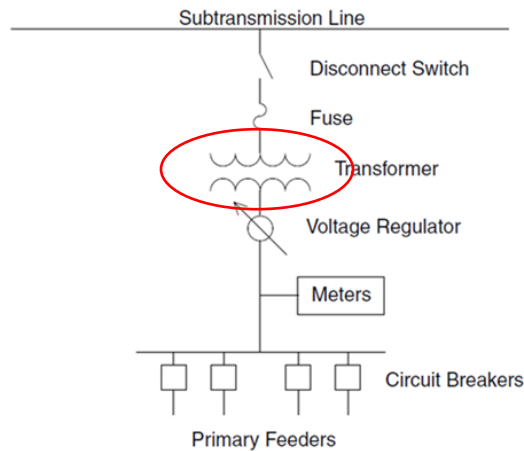 Subtransmission Line
Disconnect Switch
Fuse
Transformer
Voltage Regulator
Meters
Circuit Breakers
Primary Feeders